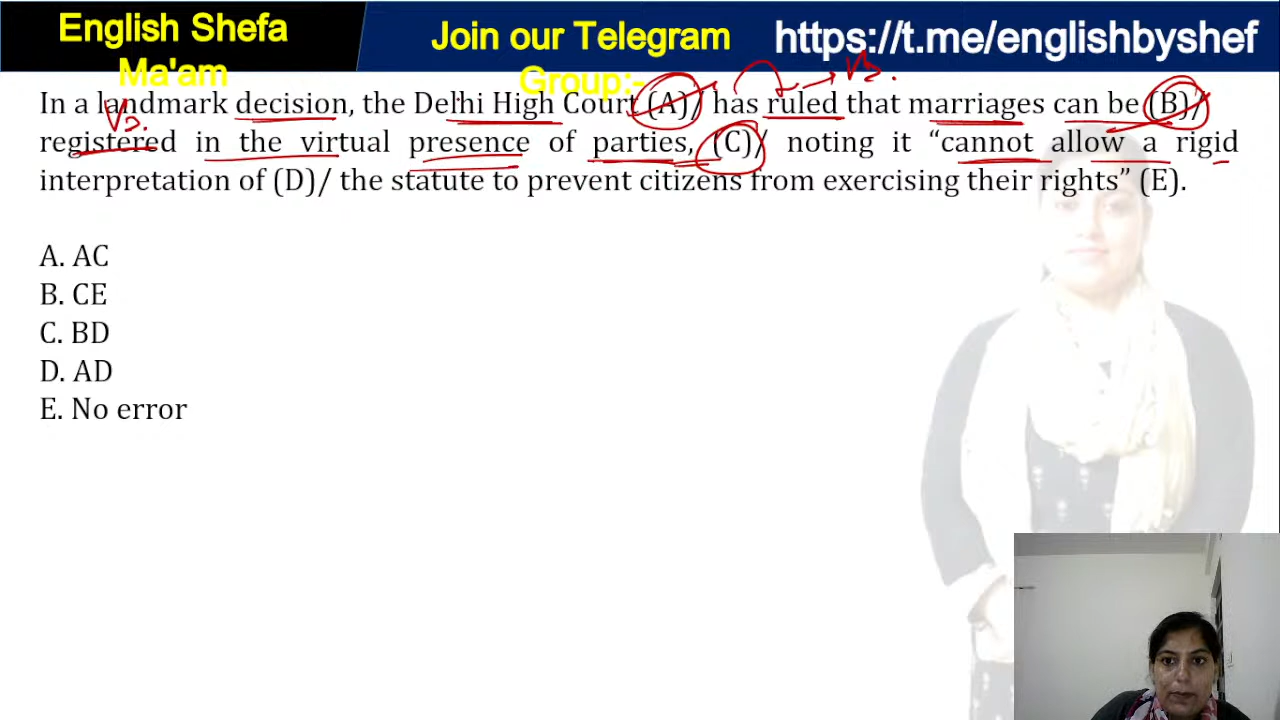 English Shefa Ma'am
Join our Telegram Group:-
https://t.me/englishbyshef
In a landmark decision, the Delhi High Court (A)/ has ruled that marriages can be (B)/
registered in the virtual presence of parties, (C)/ noting it “cannot allow a rigid
interpretation of (D)/ the statute to prevent citizens from exercising their rights” (E).
V3.
V3.
A. AC
B. CE
C. BD
D. AD
E. No error